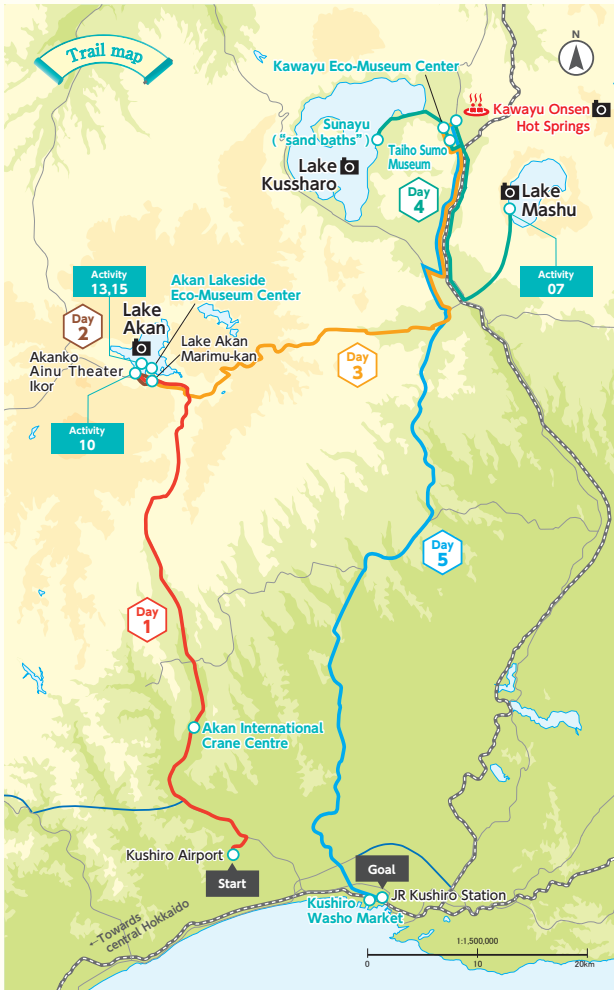 Trail map
N
Kawayu Eco-Museum Center
Kawayu Onsen
Hot Springs
Sunayu
("sand baths")
Taiho Sumo
Museum
Lake
Kussharo
Day
4
Lake
Mashu
Activity
07
Activity
13,15
Akan Lakeside
Eco-Museum Center
Day
2
Lake
Akan
Lake Akan
Marimu-kan
Akanko
Ainu Theater
Ikor
Day
3
Activity
10
Day
5
Day
1
Akan International
Crane Centre
Kushiro Airport
Start
Goal
JR Kushiro Station
Kushiro
Washo Market
←Towards
central Hokkaido
1:1,500,000
0
20km